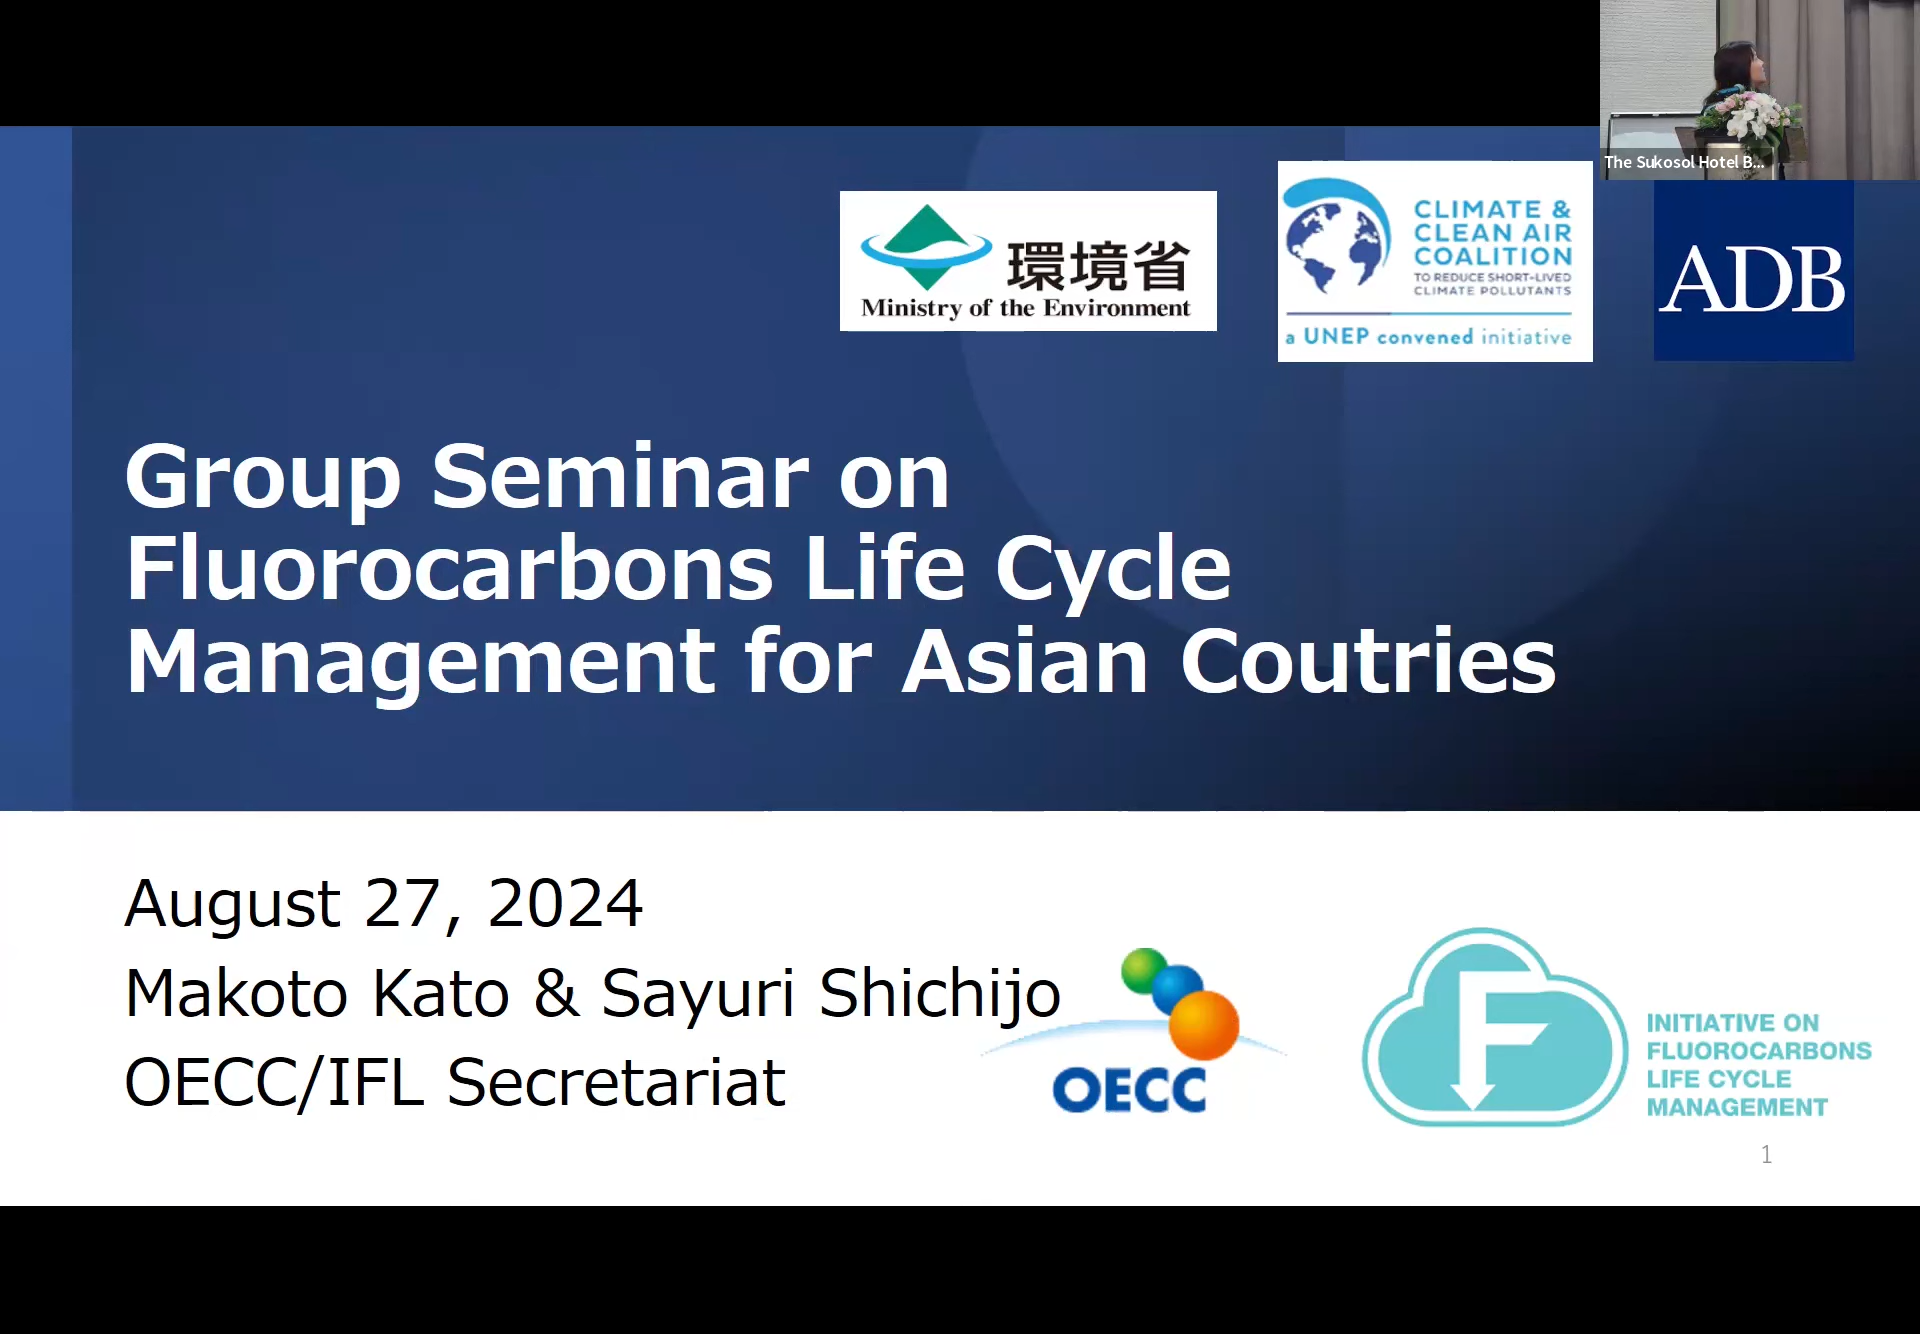 The Sukosol Hotel B...
環境省
Ministry of the Environment
CLIMATE &
CLEAN AIR
COALITION
TO REDUCE SHORT-LIVED
CLIMATE POLLUTANTS
a UNEP convened initiative
ADB
Group Seminar on
Fluorocarbons Life Cycle
Management for Asian Coutries
August 27, 2024
Makoto Kato & Sayuri Shichijo
OECC/IFL Secretariat
OECC
F
INITIATIVE ON
FLUOROCARBONS
LIFE CYCLE
MANAGEMENT
1